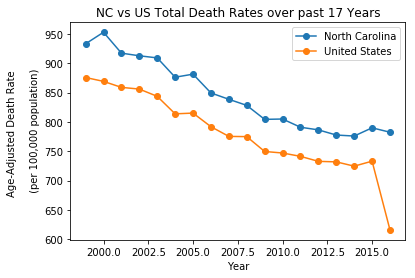 NC vs US Total Death Rates over past 17 Years
North Carolina
United States
950
900
850
800
750
700
650
600
Age-Adjusted Death Rate
(per 100,000 population)
2000.0 2002.5 2005.0 2007.5 2010.0 2012.5 2015.0
Year